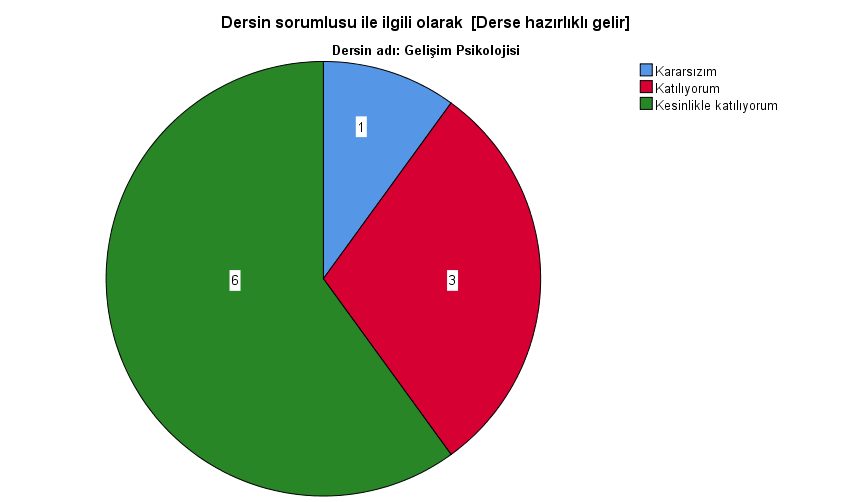 Dersin sorumlusu ile ilgili olarak  [Derse hazırlıklı gelir]
Dersin adı: Gelişim Psikolojisi
Kararsızım
Katılıyorum
Kesinlikle katılıyorum
1
6
3